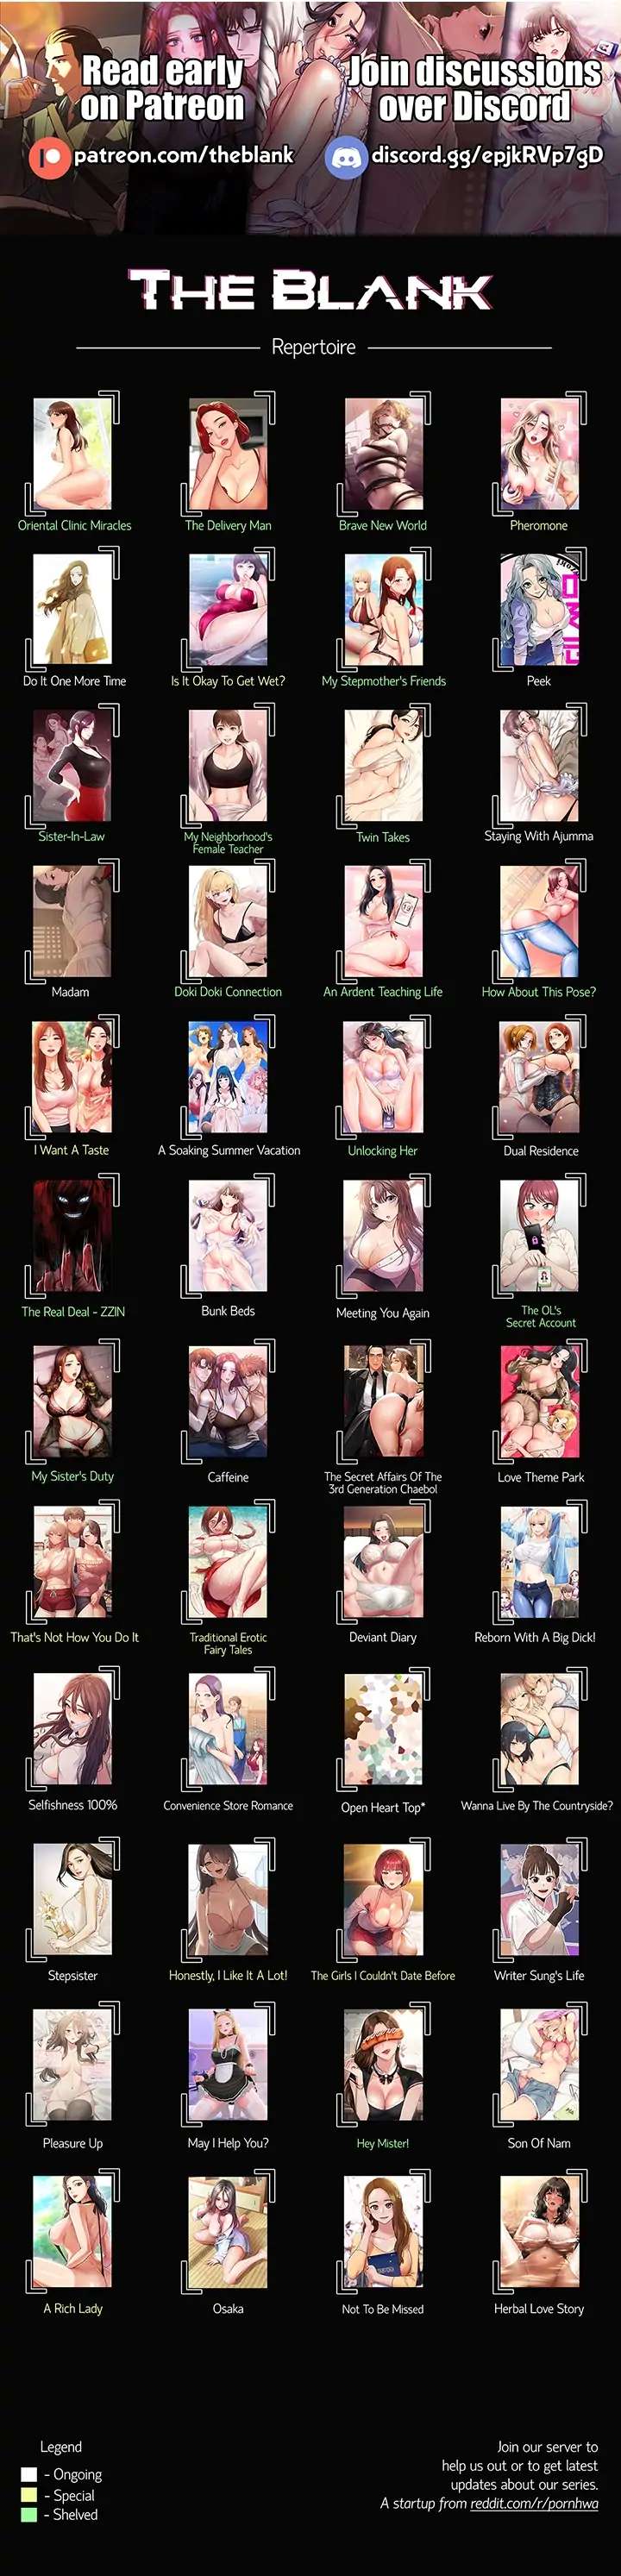 Read early
on Patreon
Join discussions
over Discord
patreon.com/theblank
discord.gg/epjkRVp7gD
THE BLANK
Repertoire
Oriental Clinic Miracles
The Delivery Man
Brave New World
Pheromone
Do It One More Time
Is It Okay To Get Wet?
My Stepmother's Friends
Peek
Sister-In-Law
My Neighborhood's
Female Teacher
Twin Takes
Staying With Ajumma
Madam
Doki Doki Connection
An Ardent Teaching Life
How About This Pose?
I Want A Taste
A Soaking Summer Vacation
Unlocking Her
Dual Residence
The Real Deal - ZZIN
Bunk Beds
Meeting You Again
The OL's
Secret Account
My Sister's Duty
Caffeine
The Secret Affairs Of The
3rd Generation Chaebol
Love Theme Park
That's Not How You Do It
Traditional Erotic
Fairy Tales
Deviant Diary
Reborn With A Big Dick!
Selfishness 100%
Convenience Store Romance
Open Heart Top*
Wanna Live By The Countryside?
Stepsister
Honestly, I Like It A Lot!
The Girls I Couldn't Date Before
Writer Sung's Life
Pleasure Up
May I Help You?
Hey Mister!
Son Of Nam
A Rich Lady
Osaka
Not To Be Missed
Herbal Love Story
Legend
- Ongoing
- Special
- Shelved
Join our server to
help us out or to get latest
updates about our series.
A startup from reddit.com/r/pornhwa